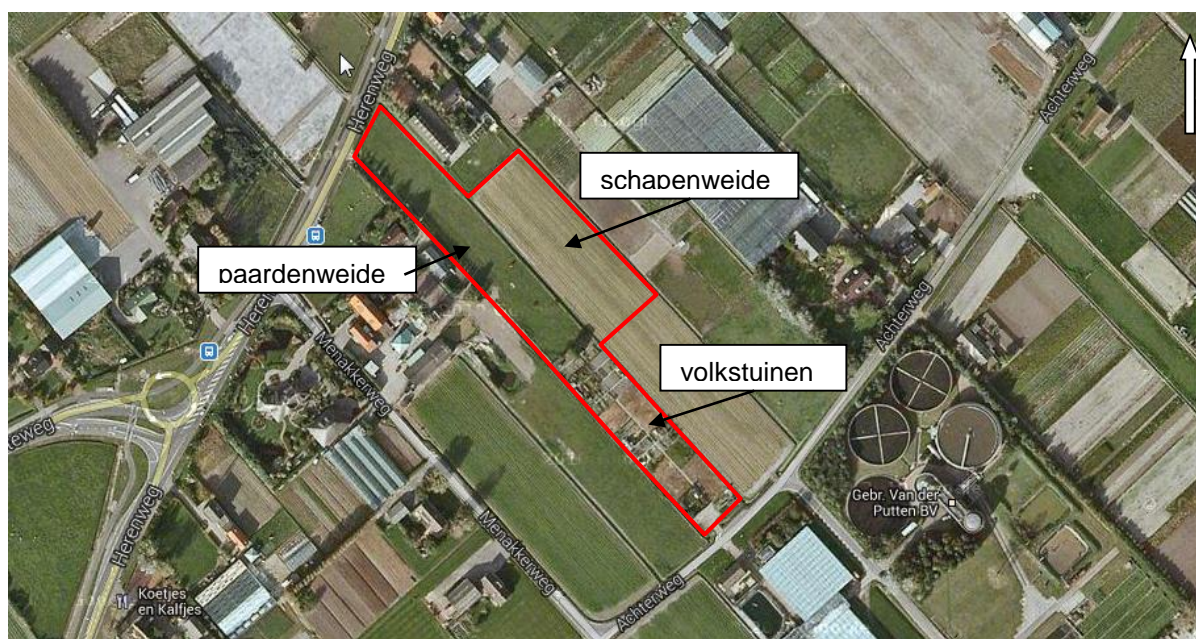 Herenweg
Achterweg
schapenweide
paardenweide
Herenweg
Achterweg
Menakkerweg
volkstuinen
Gebr. Van der
Putten BV
Herenweg
Menakkerweg
Achterweg
Koetjes
en Kalfjes